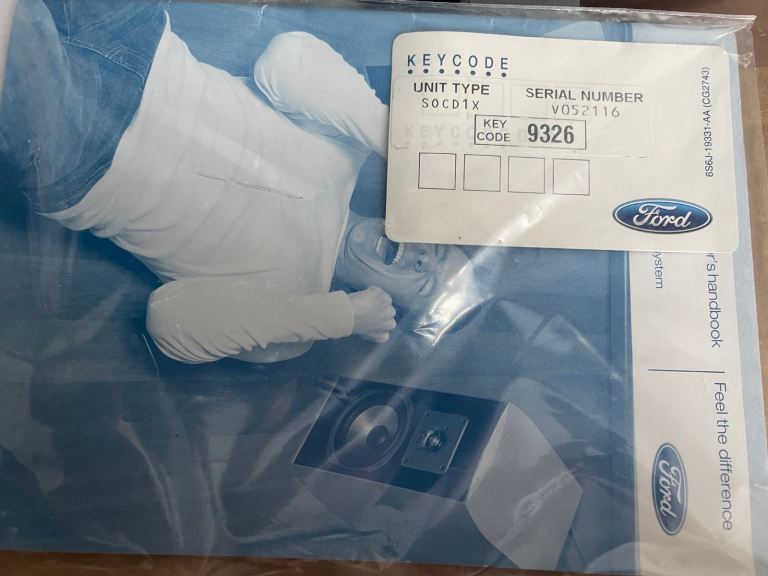 KEYCODE
UNIT TYPE
SOCD1X
SERIAL NUMBER
V052116
KEY
CODE 9326
Ford
6S6J-19331-AA (CG2743)
r's handbook
ystem
Feel the difference
Ford